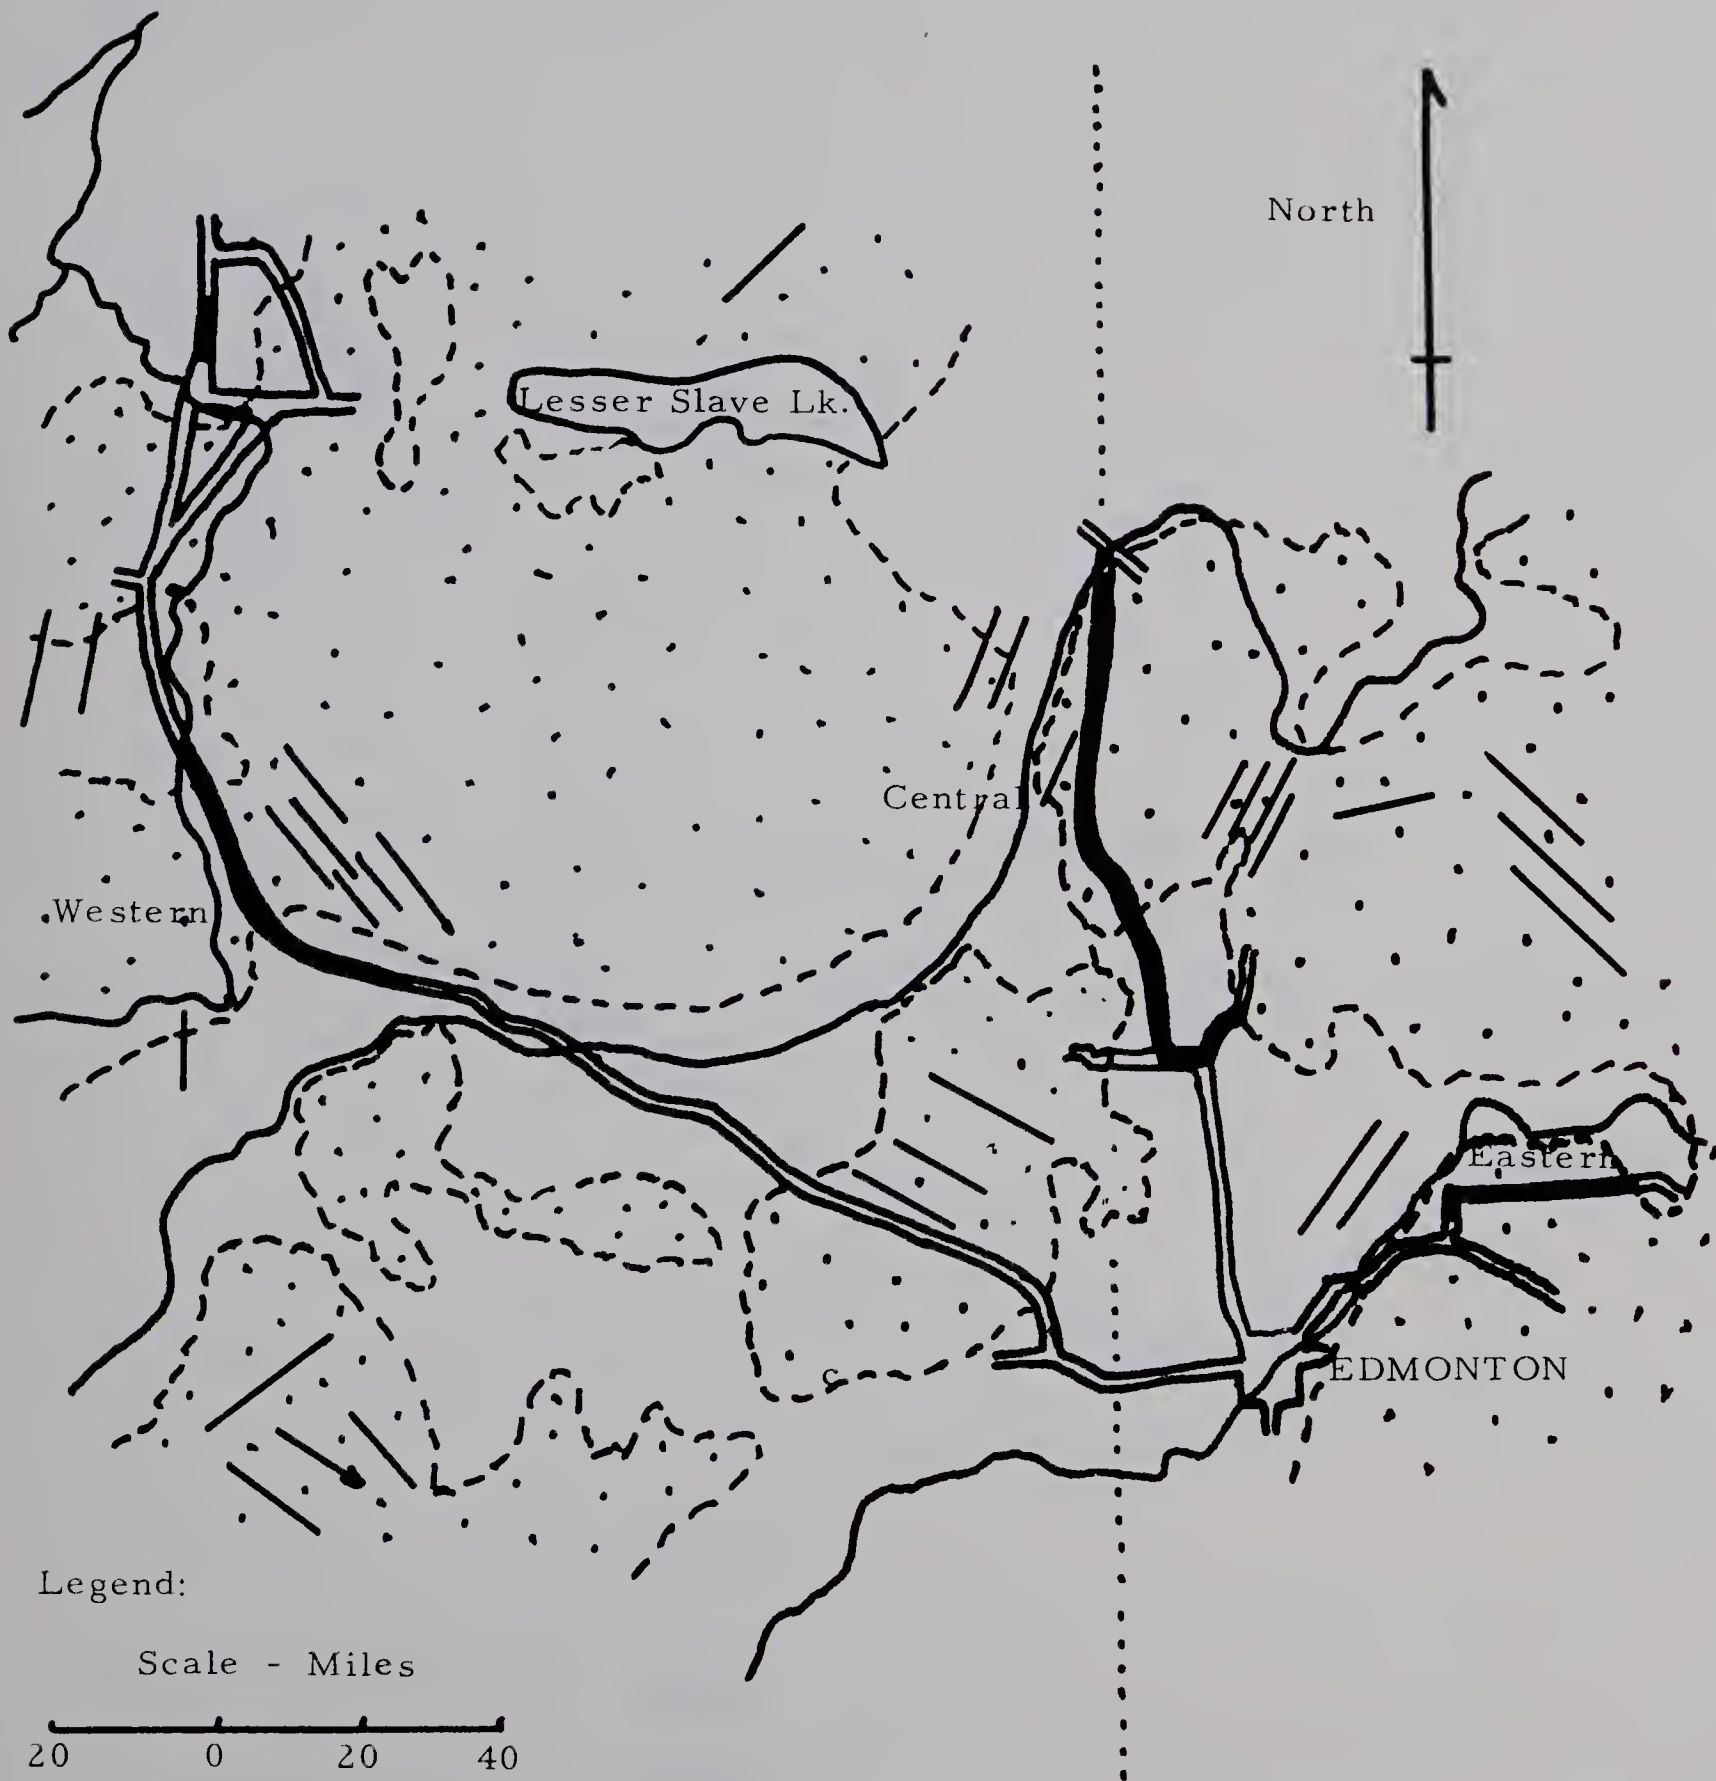 North
Lesser Slave Lk.
Central
Western
Eastern
EDMONTON
Legend:
Scale - Miles
20 0 20 40